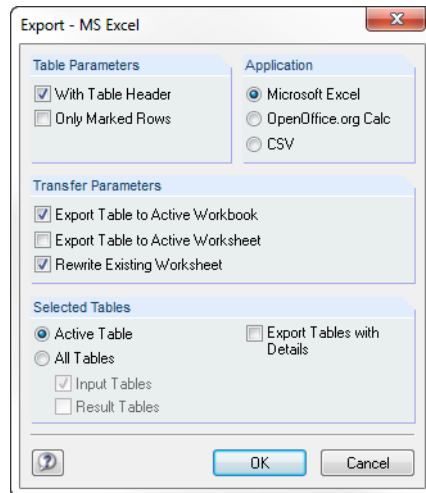 Export - MS Excel
Table Parameters
With Table Header
Only Marked Rows
Application
Microsoft Excel
OpenOffice.org Calc
CSV
Transfer Parameters
Export Table to Active Workbook
Export Table to Active Worksheet
Rewrite Existing Worksheet
Selected Tables
Active Table
All Tables
Input Tables
Result Tables
Export Tables with
Details
OK
Cancel